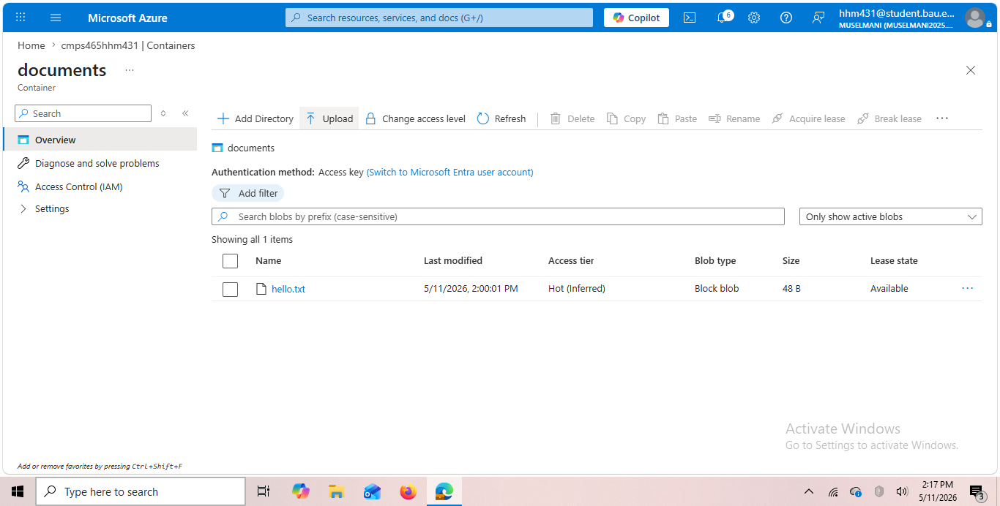 Microsoft Azure
Search resources, services, and docs (G+/)
Copilot
6
hhm431@student.bau.e...
MUSELMANI (MUSELMANI2025....
Home > cmps465hhm431 | Containers
documents ...
Container
Search
Add Directory Upload Change access level Refresh Delete Copy Paste Rename Acquire lease Break lease ...
Overview
Diagnose and solve problems
Access Control (IAM)
Settings
documents
Authentication method: Access key (Switch to Microsoft Entra user account)
Add filter
Search blobs by prefix (case-sensitive)
Only show active blobs
Showing all 1 items
Name Last modified Access tier Blob type Size Lease state
hello.txt 5/11/2026, 2:00:01 PM Hot (Inferred) Block blob 48 B Available ...
Activate Windows
Go to Settings to activate Windows.
Add or remove favorites by pressing Ctrl+Shift+F
Type here to search
2:17 PM
5/11/2026
3